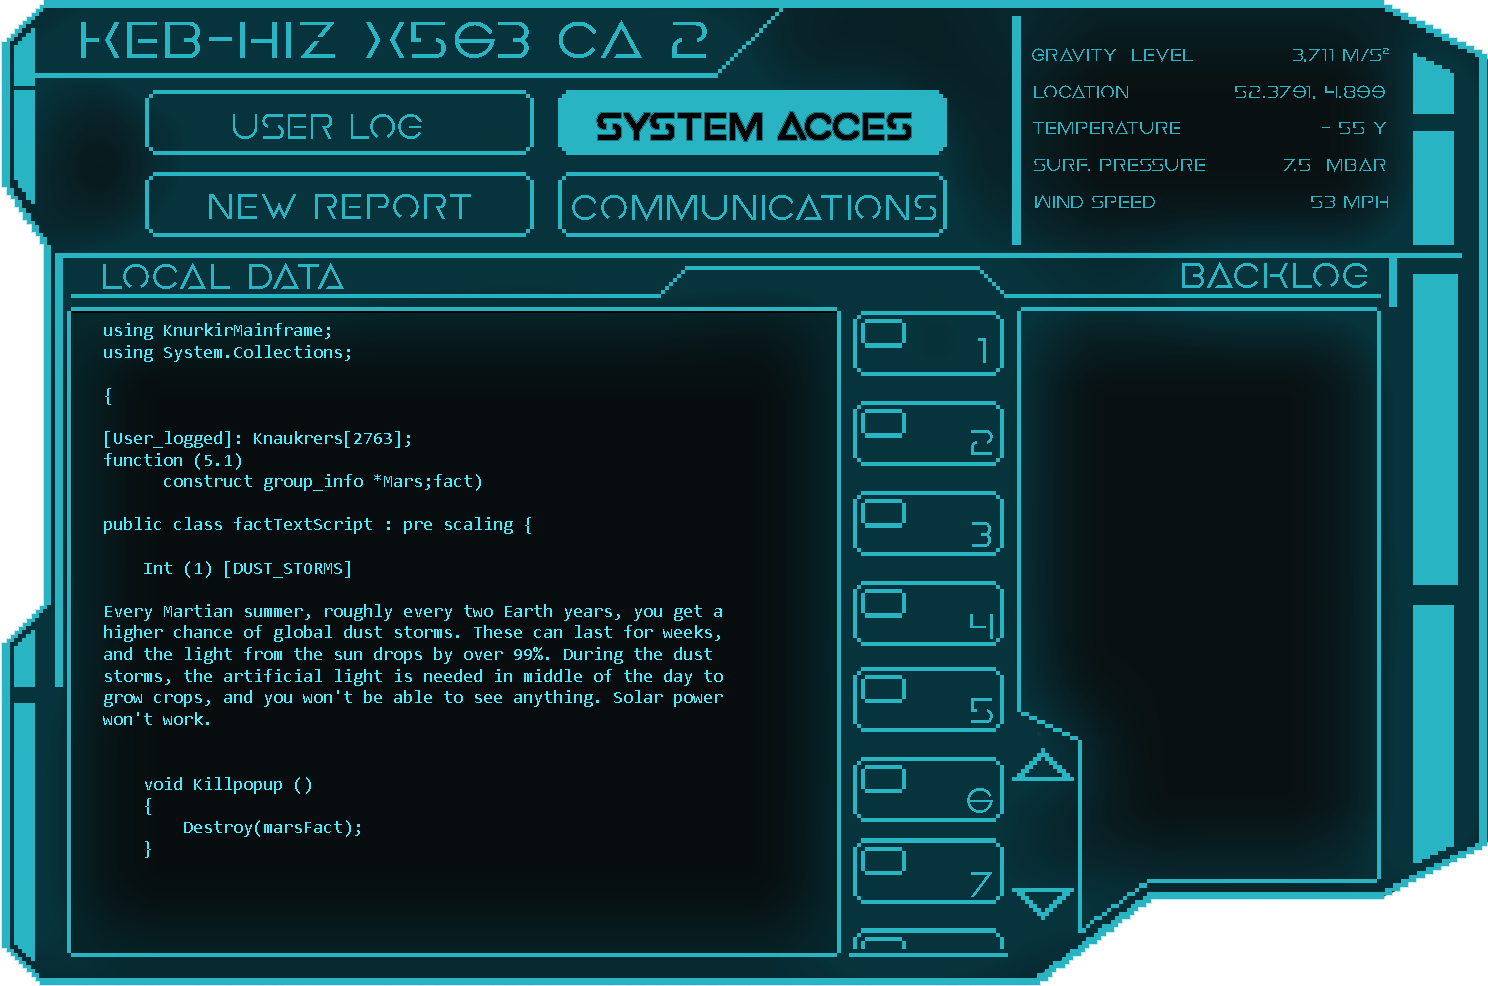 KEB-HIZ X563 CA 2
GRAVITY LEVEL 3,711 M/S²
LOCATION 52.3791, 4.899
TEMPERATURE - 55 Y
SURF. PRESSURE 7.5 MBAR
WIND SPEED 53 MPH
USER LOG
SYSTEM ACCES
NEW REPORT
COMMUNICATIONS
LOCAL DATA
BACKLOG
using KnurkirMainframe;
using System.Collections;
{
[User_logged]: Knaukrers[2763];
function (5.1)
construct group_info *Mars;fact)
public class factTextScript : pre scaling {
Int (1) [DUST_STORMS]
Every Martian summer, roughly every two Earth years, you get a
higher chance of global dust storms. These can last for weeks,
and the light from the sun drops by over 99%. During the dust
storms, the artificial light is needed in middle of the day to
grow crops, and you won't be able to see anything. Solar power
won't work.
void Killpopup ()
{
Destroy(marsFact);
}
1
2
3
4
5
6
7